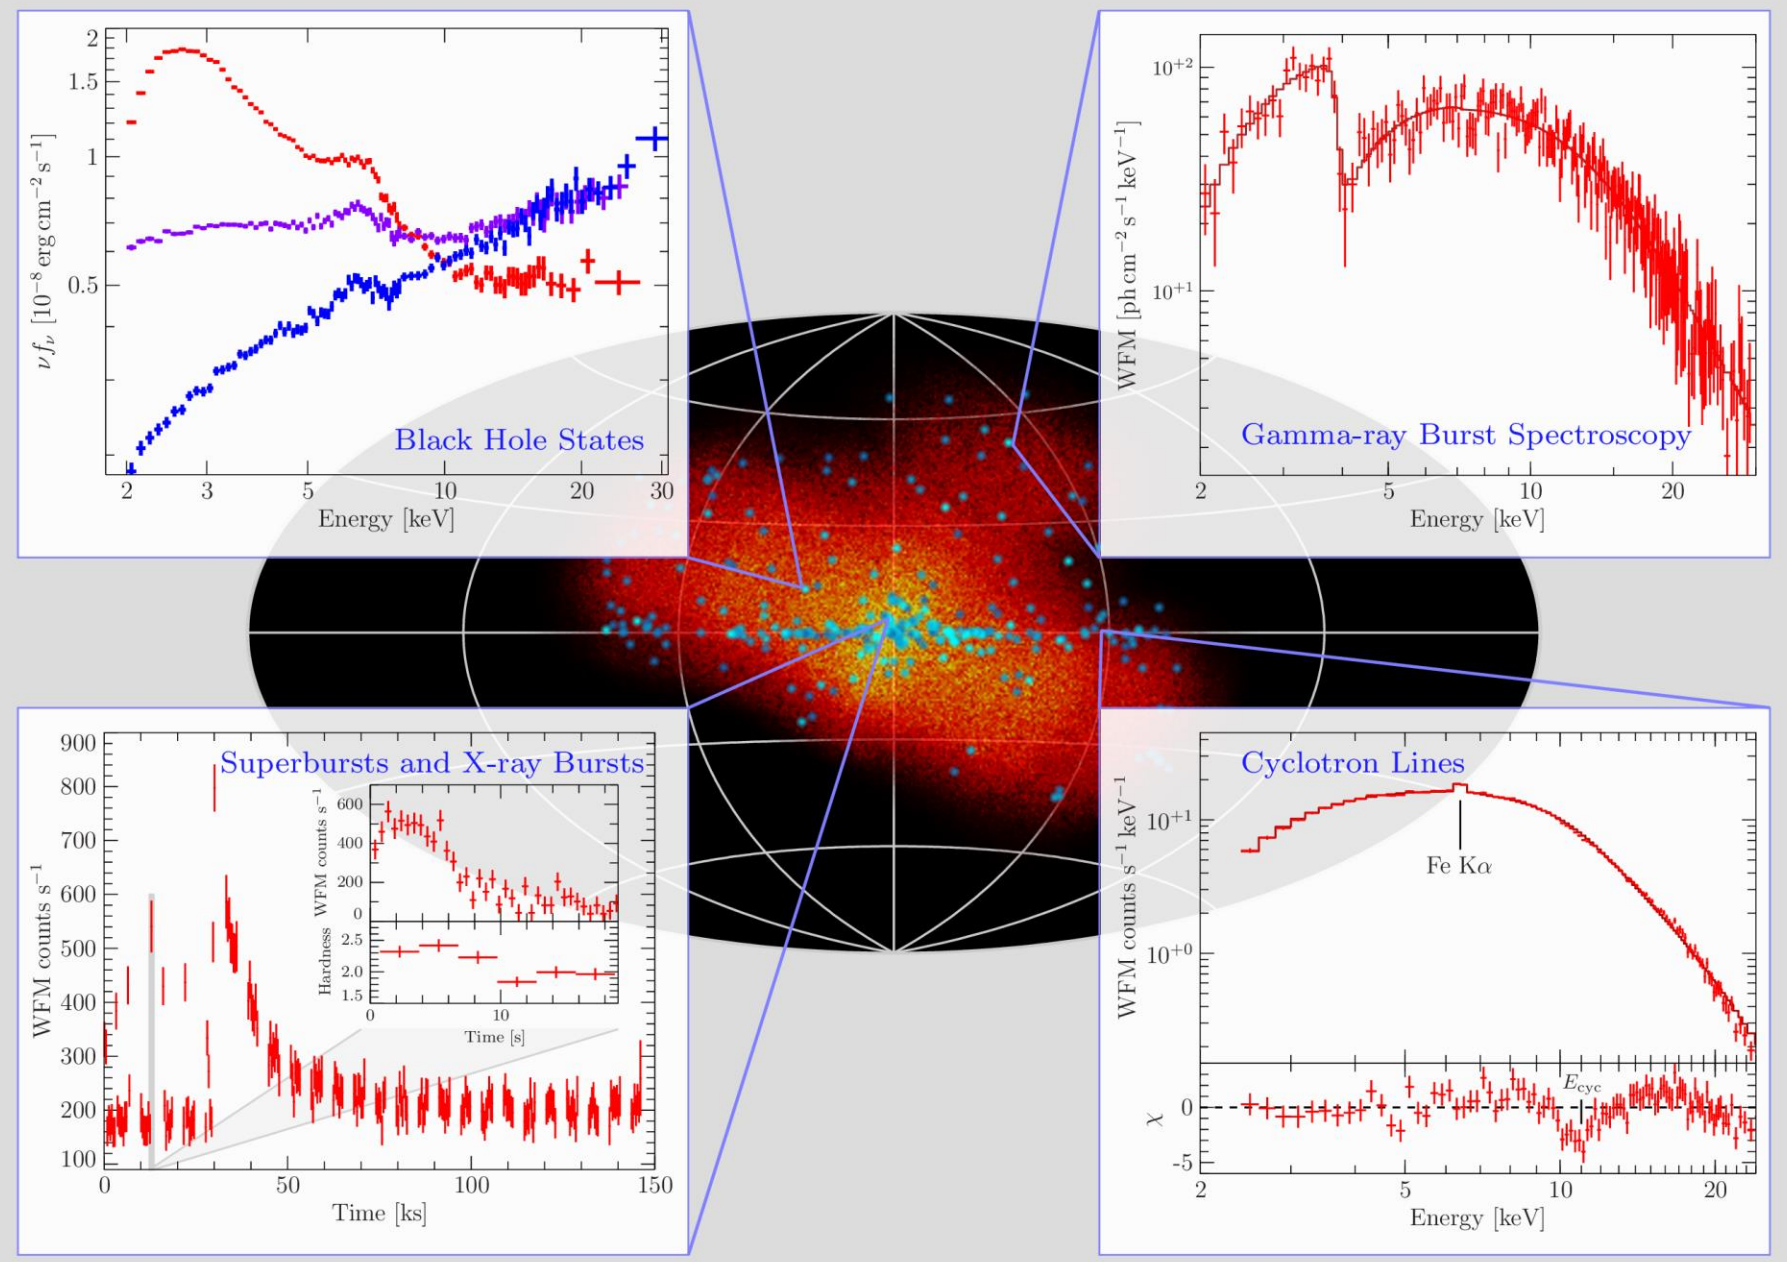 2
1.5
1
0.5
νf_ν [10⁻⁸ erg cm⁻² s⁻¹]
Black Hole States
2 3 5 10 20 30
Energy [keV]
10⁺²
10⁺¹
WFM [ph cm⁻² s⁻¹ keV⁻¹]
Gamma-ray Burst Spectroscopy
2 5 10 20
Energy [keV]
Superbursts and X-ray Bursts
900
800
700
600
500
400
300
200
100
WFM counts s⁻¹
0 50 100 150
Time [ks]
600
400
200
0
WFM counts s⁻¹
2.5
2.0
1.5
Hardness
0 10
Time [s]
Cyclotron Lines
10⁺¹
10⁺⁰
WFM counts s⁻¹ keV⁻¹
Fe Kα
E_cyc
0
-5
χ
2 5 10 20
Energy [keV]